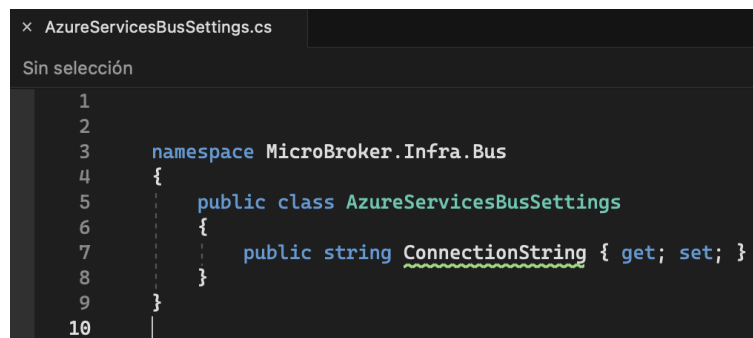 × AzureServicesBusSettings.cs
Sin selección
1
2
3 namespace MicroBroker.Infra.Bus
4 {
5 public class AzureServicesBusSettings
6 {
7 public string ConnectionString { get; set; }
8 }
9 }
10